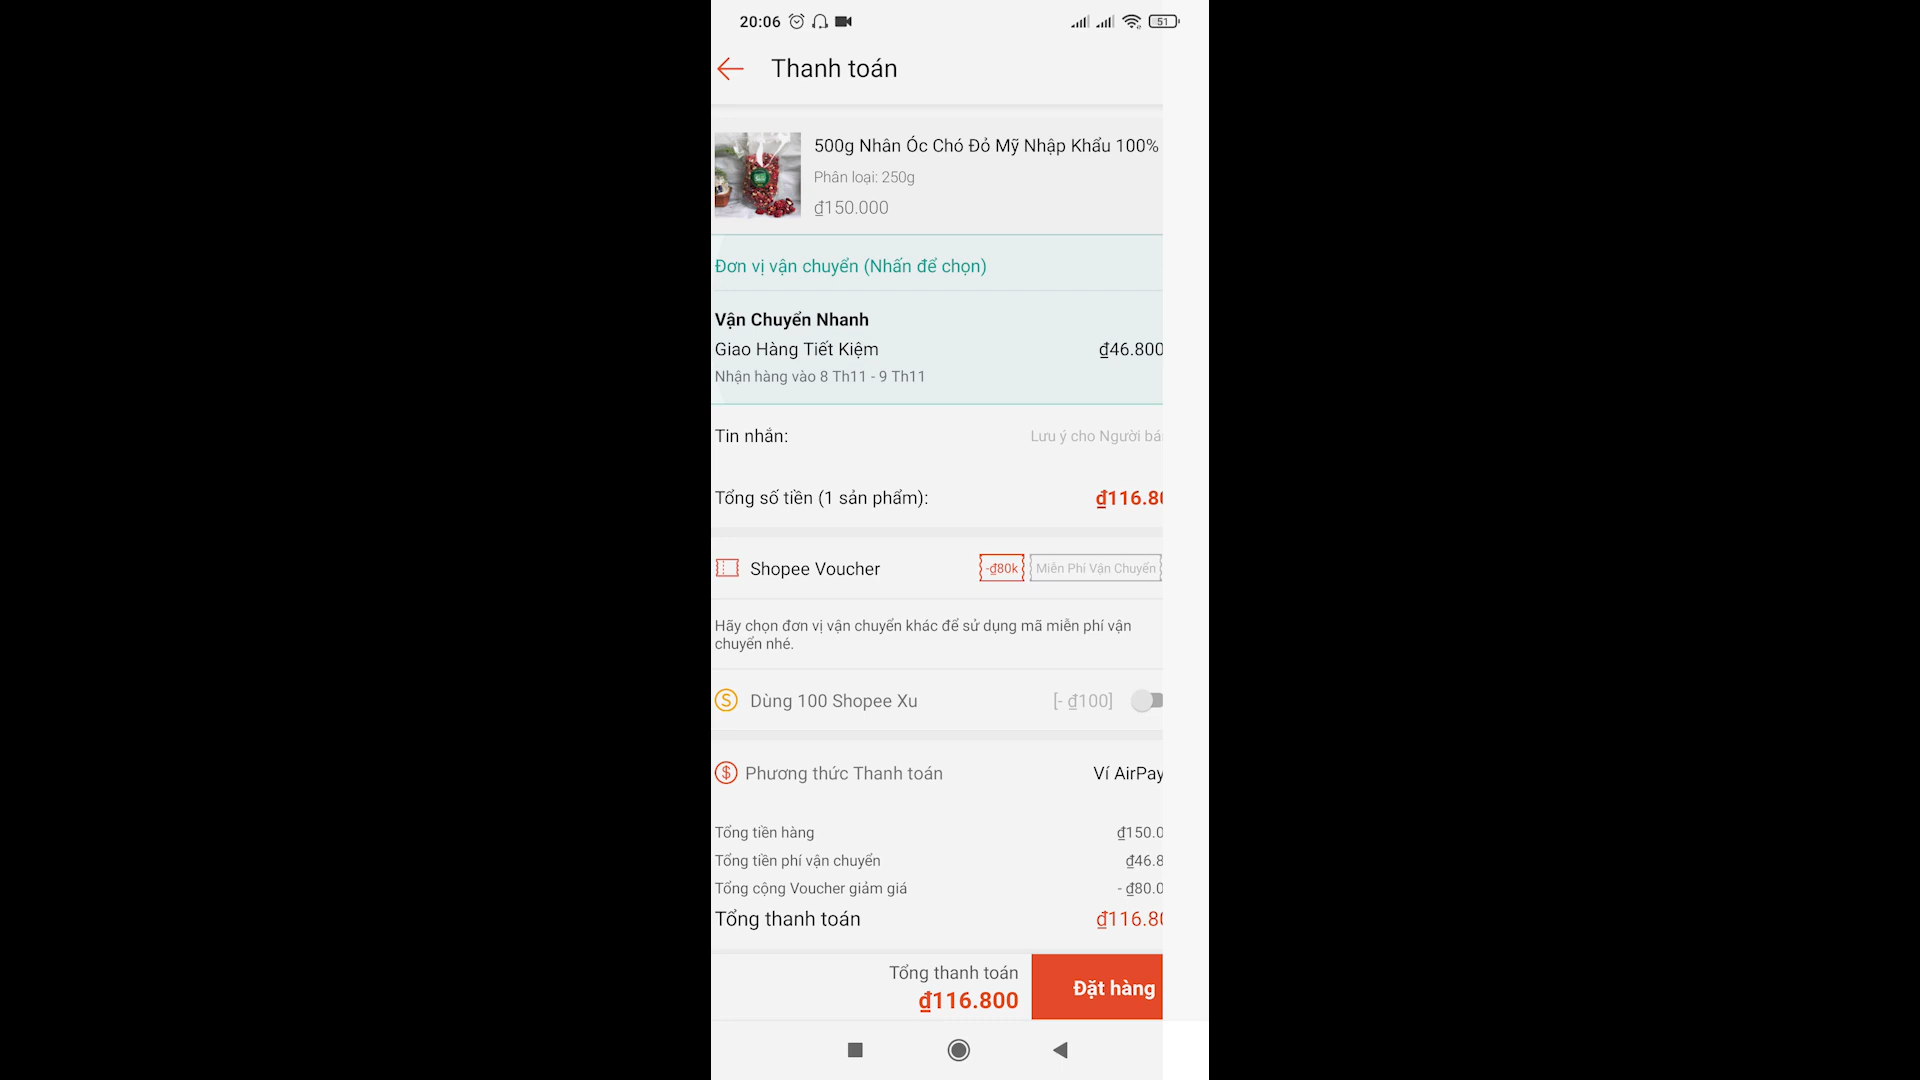 20:06
51
Thanh toán
500g Nhân Óc Chó Đỏ Mỹ Nhập Khẩu 100%
Phân loại: 250g
₫150.000
Đơn vị vận chuyển (Nhấn để chọn)
Vận Chuyển Nhanh
Giao Hàng Tiết Kiệm ₫46.800
Nhận hàng vào 8 Th11 - 9 Th11
Tin nhắn: Lưu ý cho Người bá
Tổng số tiền (1 sản phẩm): ₫116.80
Shopee Voucher -₫80k Miễn Phí Vận Chuyển
Hãy chọn đơn vị vận chuyển khác để sử dụng mã miễn phí vận
chuyển nhé.
Dùng 100 Shopee Xu [- ₫100]
Phương thức Thanh toán Ví AirPay
Tổng tiền hàng ₫150.0
Tổng tiền phí vận chuyển ₫46.8
Tổng cộng Voucher giảm giá - ₫80.0
Tổng thanh toán ₫116.80
Tổng thanh toán
₫116.800
Đặt hàng